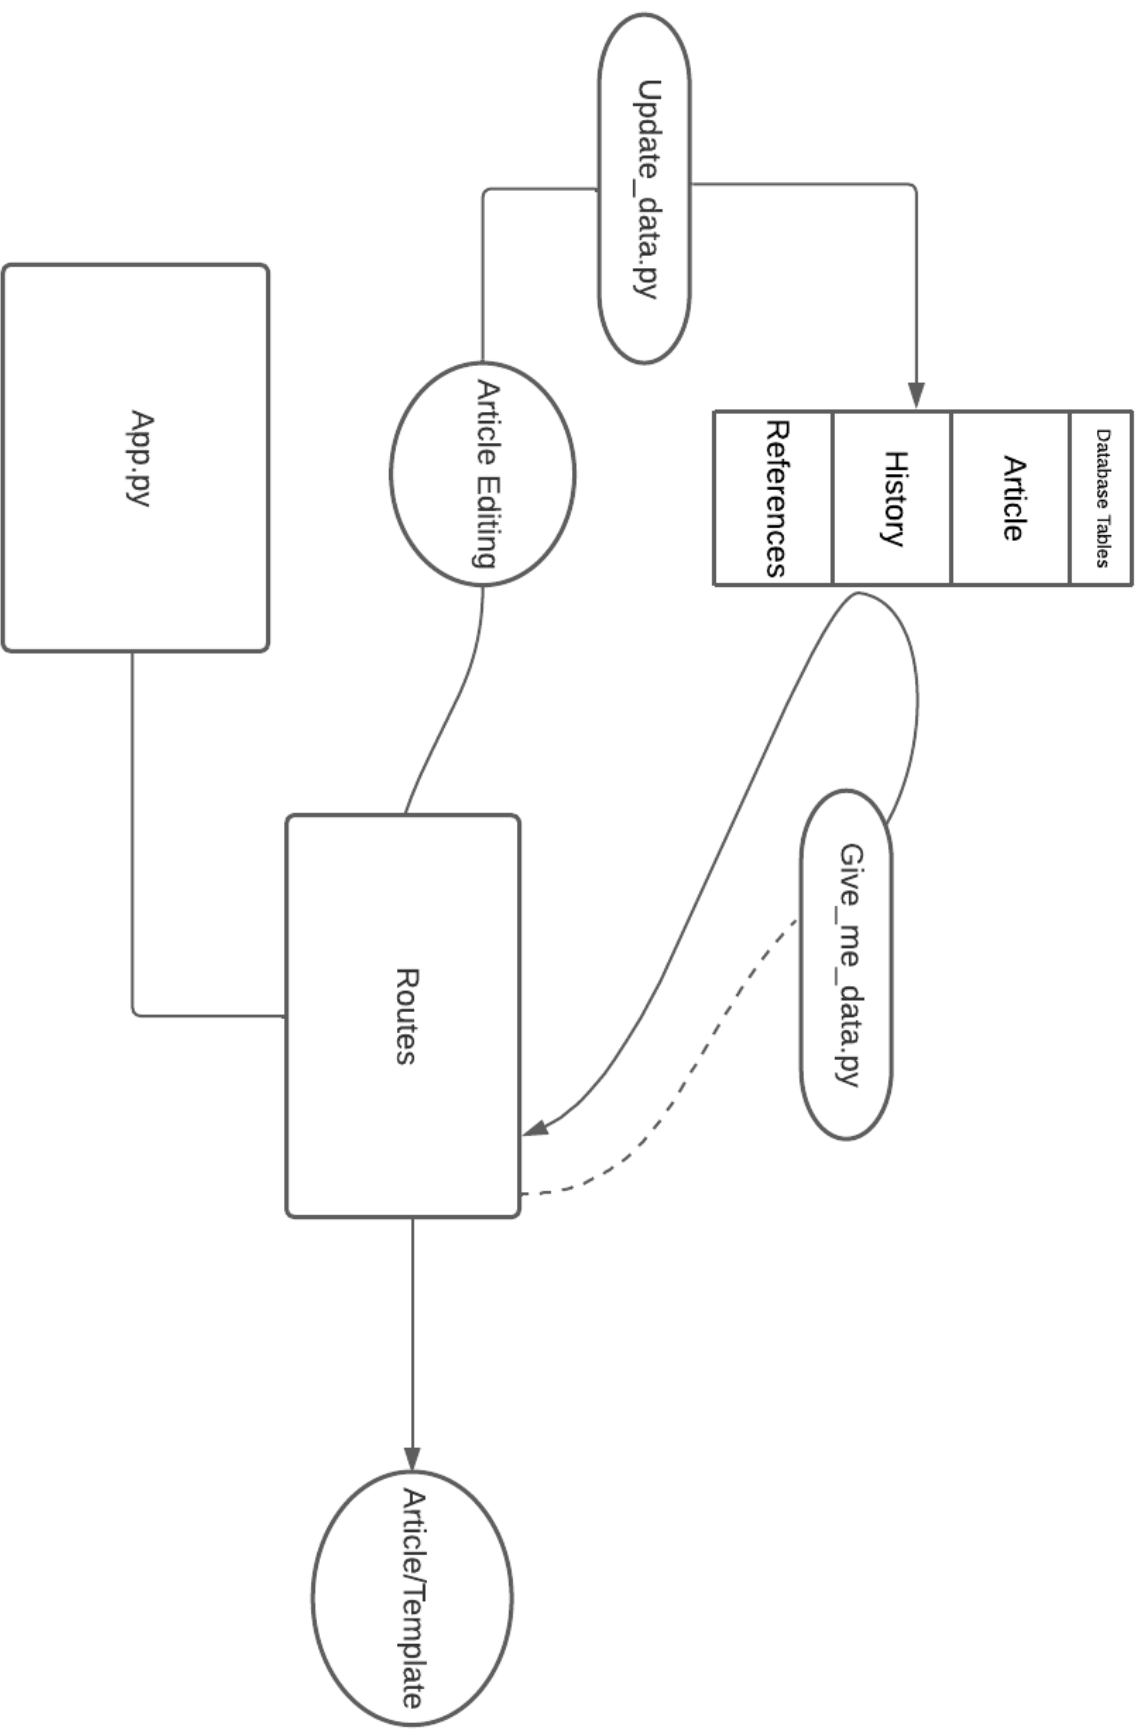 Database Tables
Article
History
References
Give_me_data.py
Update_data.py
Article Editing
Routes
Article/Template
App.py